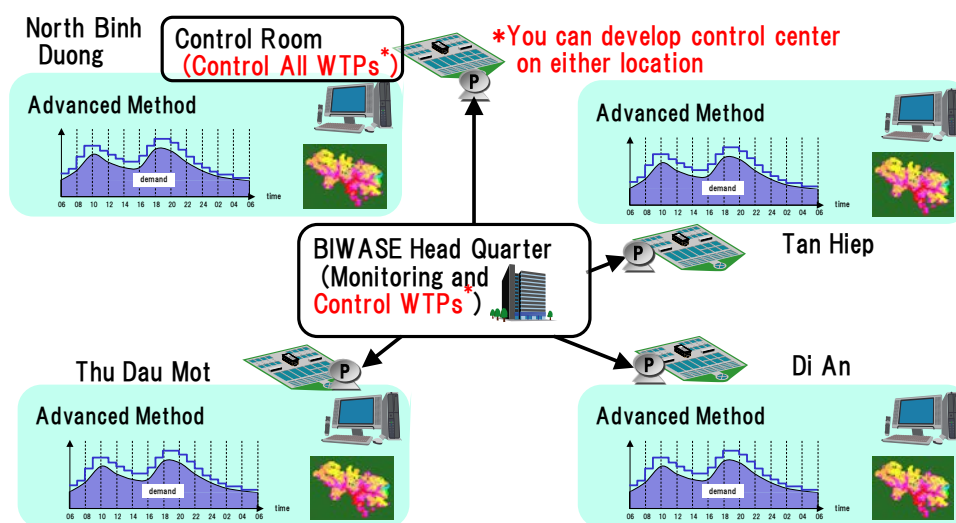 North Binh
Duong
Control Room
(Control All WTPs*)
*You can develop control center
on either location
P
Advanced Method
demand
06 08 10 12 14 16 18 20 22 24 02 04 06
time
Advanced Method
demand
06 08 10 12 14 16 18 20 22 24 02 04 06
time
BIWASE Head Quarter
(Monitoring and
Control WTPs*)
P
Tan Hiep
Thu Dau Mot
P
P
Di An
Advanced Method
demand
06 08 10 12 14 16 18 20 22 24 02 04 06
time
Advanced Method
demand
06 08 10 12 14 16 18 20 22 24 02 04 06
time